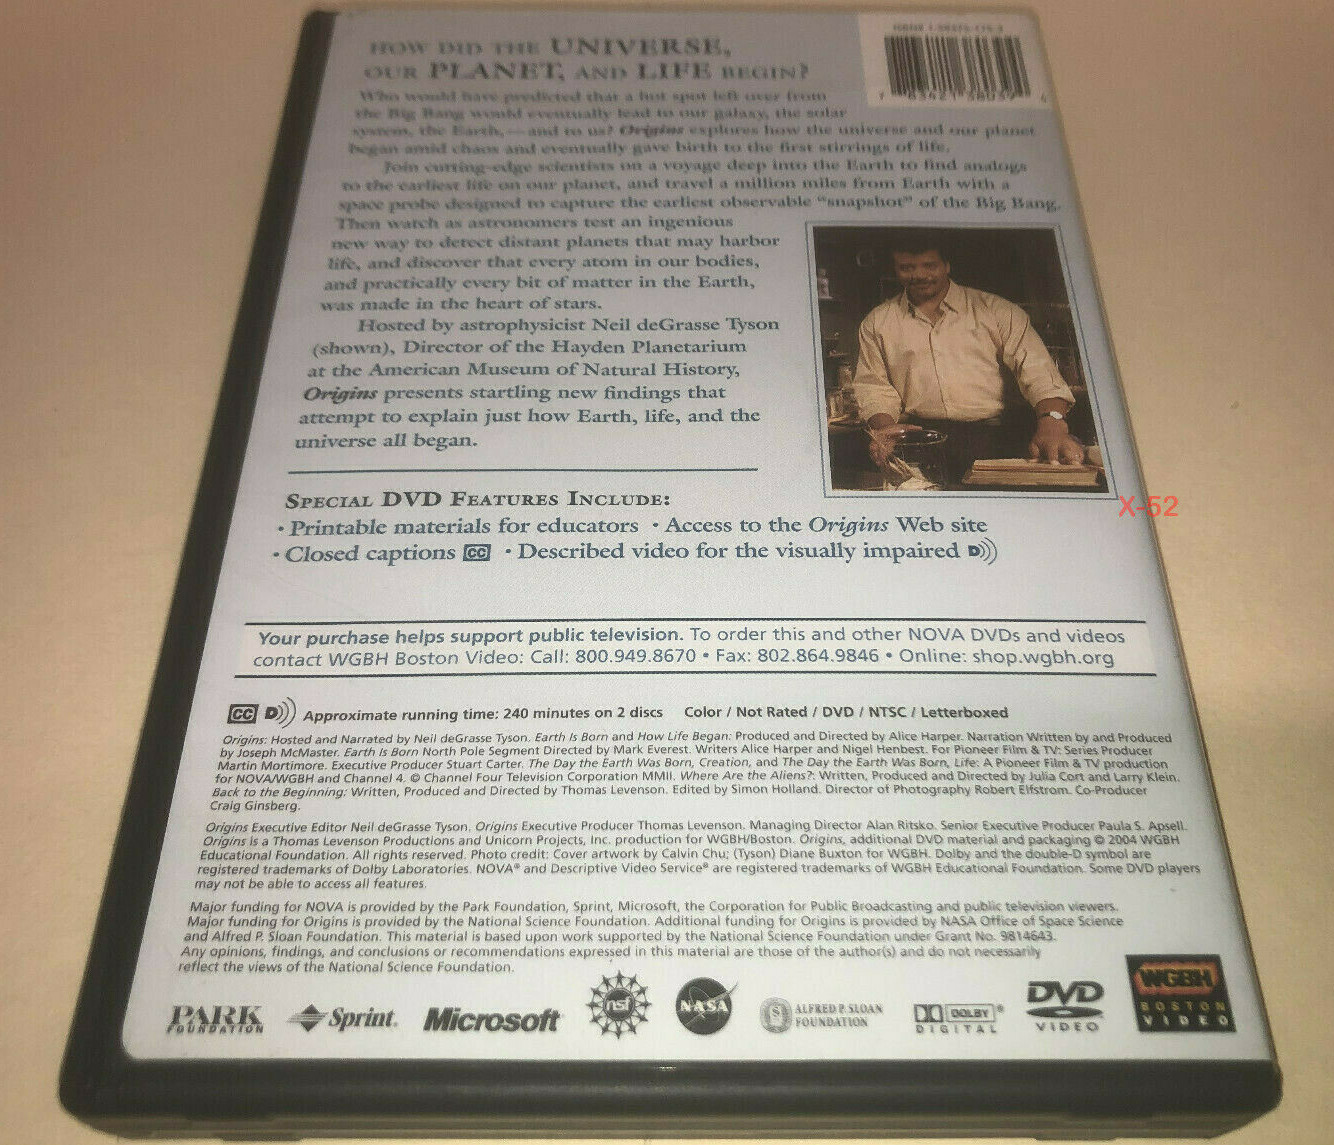 HOW DID THE UNIVERSE,
OUR PLANET, AND LIFE BEGIN?
Who would have predicted that a hot spot left over from
the Big Bang would eventually lead to our galaxy, the solar
system, the Earth,—and to us? Origins explores how the universe and our planet
began amid chaos and eventually gave birth to the first stirrings of life.
Join cutting-edge scientists on a voyage deep into the Earth to find analogs
to the earliest life on our planet, and travel a million miles from Earth with a
space probe designed to capture the earliest observable "snapshot" of the Big Bang.
Then watch as astronomers test an ingenious
new way to detect distant planets that may harbor
life, and discover that every atom in our bodies,
and practically every bit of matter in the Earth,
was made in the heart of stars.
Hosted by astrophysicist Neil deGrasse Tyson
(shown), Director of the Hayden Planetarium
at the American Museum of Natural History,
Origins presents startling new findings that
attempt to explain just how Earth, life, and the
universe all began.
X-52
SPECIAL DVD FEATURES INCLUDE:
• Printable materials for educators • Access to the Origins Web site
• Closed captions CC • Described video for the visually impaired D)))
Your purchase helps support public television. To order this and other NOVA DVDs and videos
contact WGBH Boston Video: Call: 800.949.8670 • Fax: 802.864.9846 • Online: shop.wgbh.org
CC D))) Approximate running time: 240 minutes on 2 discs Color / Not Rated / DVD / NTSC / Letterboxed
Origins: Hosted and Narrated by Neil deGrasse Tyson. Earth Is Born and How Life Began: Produced and Directed by Alice Harper. Narration Written by and Produced
by Joseph McMaster. Earth Is Born North Pole Segment Directed by Mark Everest. Writers Alice Harper and Nigel Henbest. For Pioneer Film & TV: Series Producer
Martin Mortimore. Executive Producer Stuart Carter. The Day the Earth Was Born, Creation, and The Day the Earth Was Born, Life: A Pioneer Film & TV production
for NOVA/WGBH and Channel 4. © Channel Four Television Corporation MMII. Where Are the Aliens?: Written, Produced and Directed by Julia Cort and Larry Klein.
Back to the Beginning: Written, Produced and Directed by Thomas Levenson. Edited by Simon Holland. Director of Photography Robert Elfstrom. Co-Producer
Craig Ginsberg.
Origins Executive Editor Neil deGrasse Tyson. Origins Executive Producer Thomas Levenson. Managing Director Alan Ritsko. Senior Executive Producer Paula S. Apsell.
Origins is a Thomas Levenson Productions and Unicorn Projects, Inc. production for WGBH/Boston. Origins, additional DVD material and packaging © 2004 WGBH
Educational Foundation. All rights reserved. Photo credit: Cover artwork by Calvin Chu; (Tyson) Diane Buxton for WGBH. Dolby and the double-D symbol are
registered trademarks of Dolby Laboratories. NOVA® and Descriptive Video Service® are registered trademarks of WGBH Educational Foundation. Some DVD players
may not be able to access all features.
Major funding for NOVA is provided by the Park Foundation, Sprint, Microsoft, the Corporation for Public Broadcasting and public television viewers.
Major funding for Origins is provided by the National Science Foundation. Additional funding for Origins is provided by NASA Office of Space Science
and Alfred P. Sloan Foundation. This material is based upon work supported by the National Science Foundation under Grant No. 9814643.
Any opinions, findings, and conclusions or recommendations expressed in this material are those of the author(s) and do not necessarily
reflect the views of the National Science Foundation.
PARK FOUNDATION Sprint. Microsoft nsf NASA ALFRED P. SLOAN FOUNDATION DOLBY DIGITAL DVD VIDEO WGBH BOSTON VIDEO